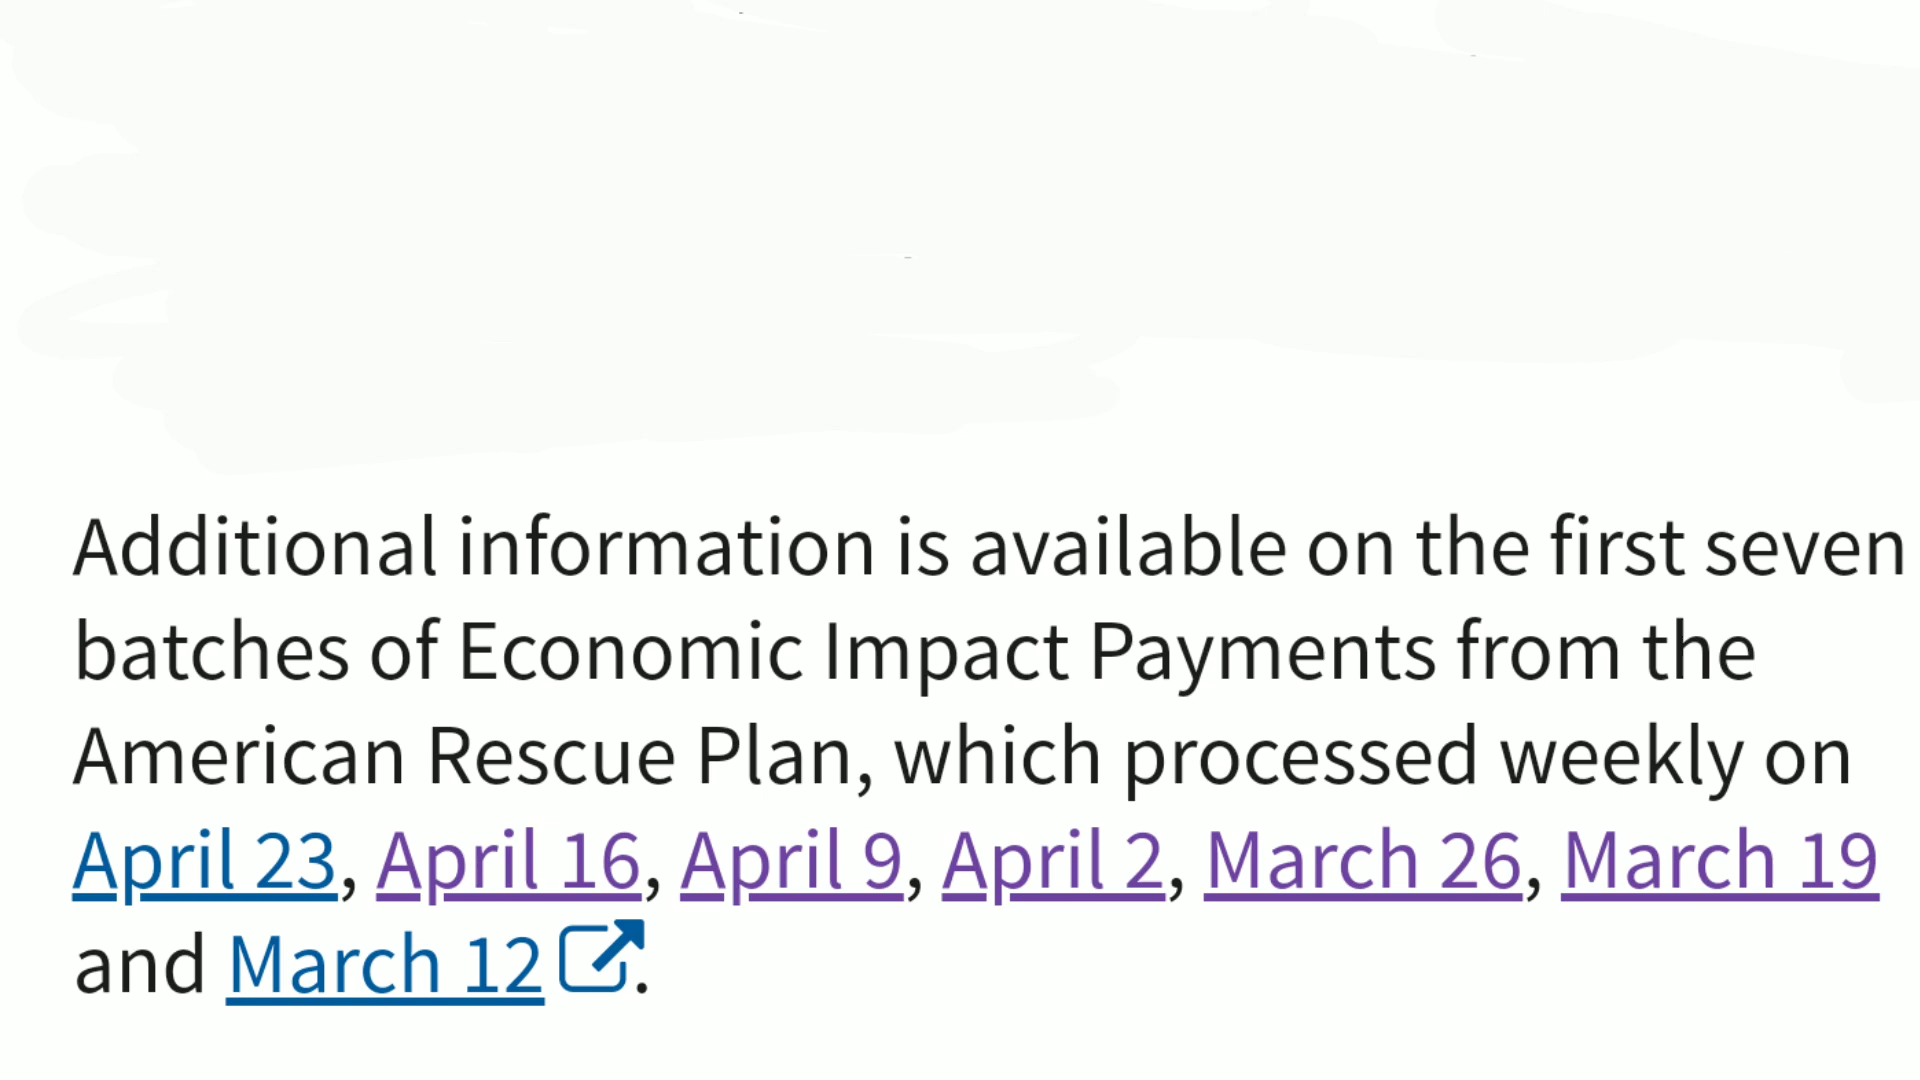 Additional information is available on the first seven
batches of Economic Impact Payments from the
American Rescue Plan, which processed weekly on
April 23, April 16, April 9, April 2, March 26, March 19
and March 12.